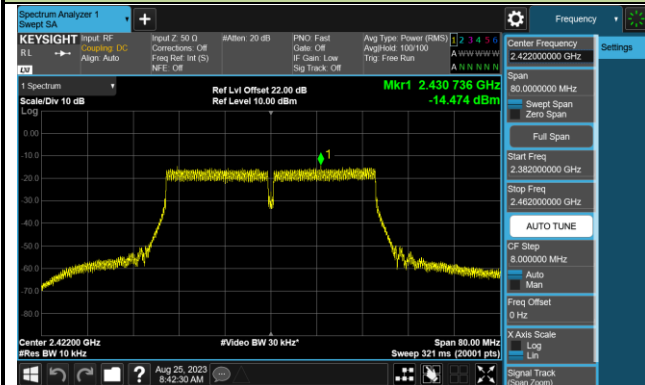 Spectrum Analyzer 1
Swept SA
+
Frequency
KEYSIGHT
RL
Input: RF
Coupling: DC
Align: Auto
Input Z: 50 Ω
Corrections: Off
Freq Ref: Int (S)
NFE: Off
#Atten: 20 dB
PNO: Fast
Gate: Off
IF Gain: Low
Sig Track: Off
Avg Type: Power (RMS)
Avg|Hold: 100/100
Trig: Free Run
1 2 3 4 5 6
A W W W W W
A N N N N N
LXI
1 Spectrum
Scale/Div 10 dB
Log
Ref Lvl Offset 22.00 dB
Ref Level 10.00 dBm
Mkr1 2.430 736 GHz
-14.474 dBm
1
0.00
-10.0
-20.0
-30.0
-40.0
-50.0
-60.0
-70.0
-80.0
Center 2.42200 GHz
#Res BW 10 kHz
#Video BW 30 kHz*
Span 80.00 MHz
Sweep 321 ms (20001 pts)
Aug 25, 2023
8:42:30 AM
?
Center Frequency
2.422000000 GHz
Settings
Span
80.0000000 MHz
Swept Span
Zero Span
Full Span
Start Freq
2.382000000 GHz
Stop Freq
2.462000000 GHz
AUTO TUNE
CF Step
8.000000 MHz
Auto
Man
Freq Offset
0 Hz
X Axis Scale
Log
Lin
Signal Track
(Span Zoom)